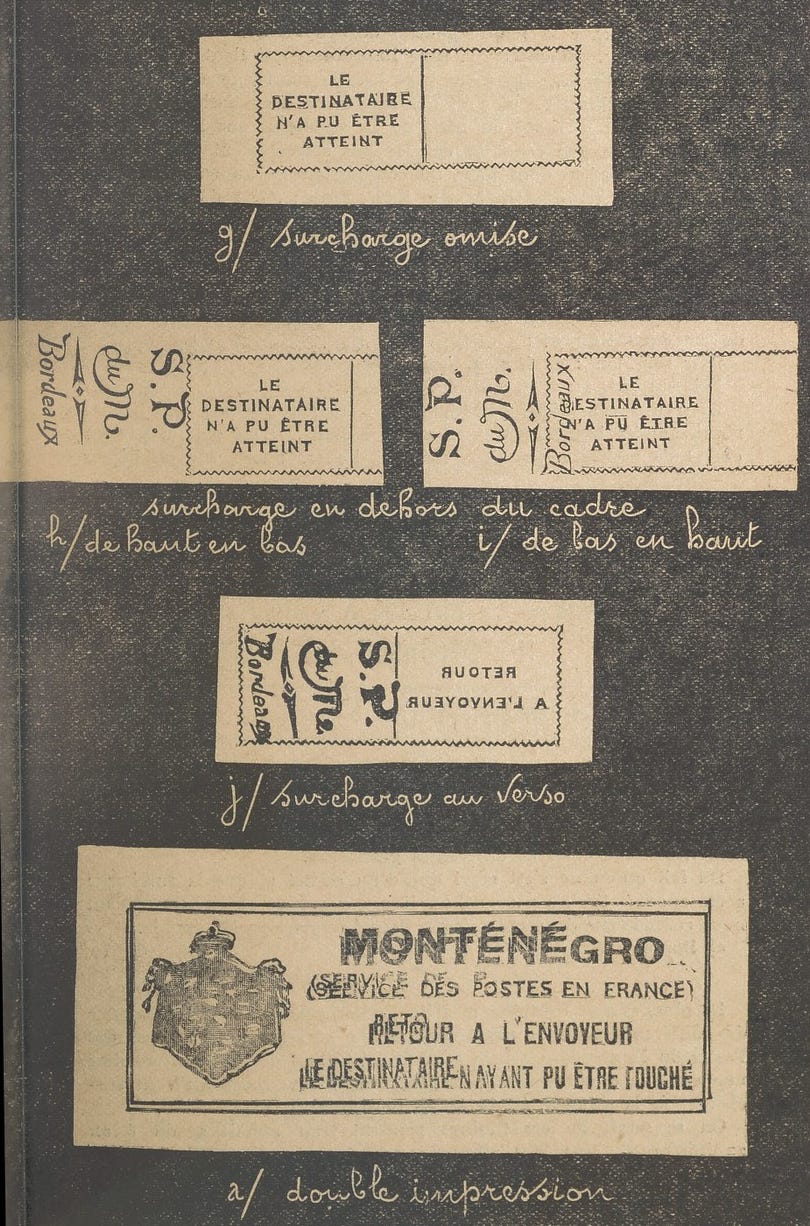 LE
DESTINATAIRE
N'A PU ÊTRE
ATTEINT
g/ surcharge omise
S.P.
du M.
Bordeaux
LE
DESTINATAIRE
N'A PU ÊTRE
ATTEINT
S.P.
du M.
Bordeaux
LE
DESTINATAIRE
N'A PU ÊTRE
ATTEINT
surcharge en dehors du cadre
h/ de haut en bas
i/ de bas en haut
S.P.
du M.
Bordeaux
RETOUR
A L'ENVOYEUR
j/ surcharge au verso
MONTÉNÉGRO
(SERVICE DES POSTES EN FRANCE)
RETOUR A L'ENVOYEUR
LE DESTINATAIRE N'AYANT PU ÊTRE TOUCHÉ
a/ double impression